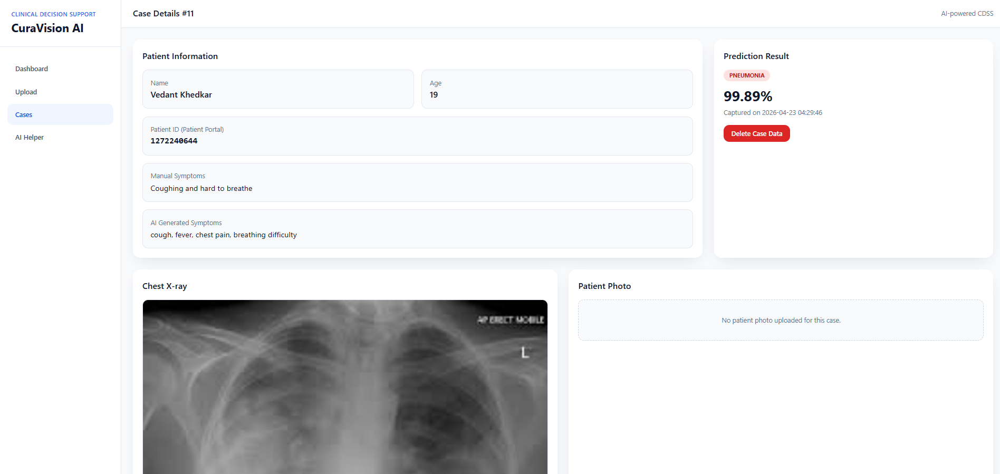 CLINICAL DECISION SUPPORT
CuraVision AI
Dashboard
Upload
Cases
AI Helper
Case Details #11
AI-powered CDSS
Patient Information
Name
Vedant Khedkar
Age
19
Patient ID (Patient Portal)
1272240644
Manual Symptoms
Coughing and hard to breathe
AI Generated Symptoms
cough, fever, chest pain, breathing difficulty
Prediction Result
PNEUMONIA
99.89%
Captured on 2026-04-23 04:29:46
Delete Case Data
Chest X-ray
AP ERECT MOBILE
L
Patient Photo
No patient photo uploaded for this case.